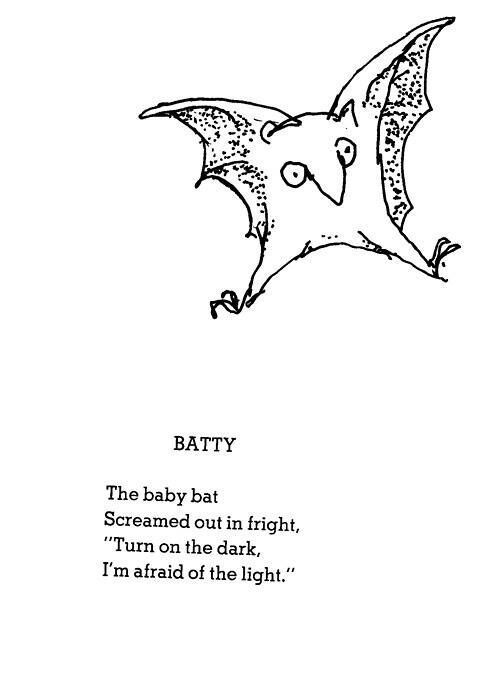 BATTY
The baby bat
Screamed out in fright,
"Turn on the dark,
I'm afraid of the light."